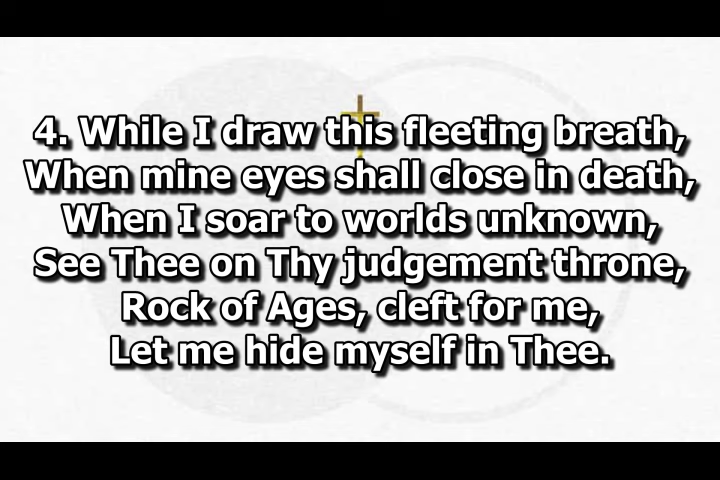 4. While I draw this fleeting breath,
When mine eyes shall close in death,
When I soar to worlds unknown,
See Thee on Thy judgement throne,
Rock of Ages, cleft for me,
Let me hide myself in Thee.